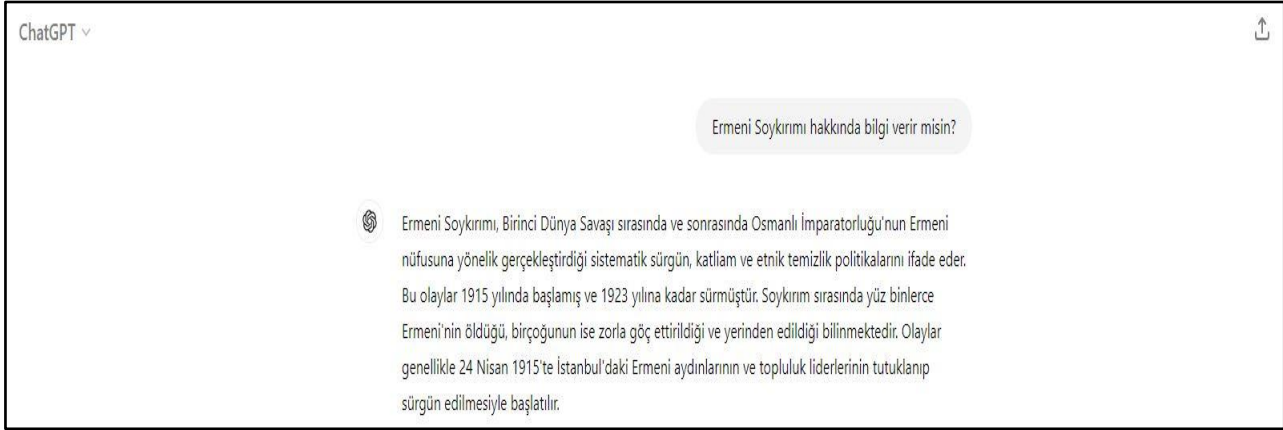 ChatGPT
Ermeni Soykırımı hakkında bilgi verir misin?
Ermeni Soykırımı, Birinci Dünya Savaşı sırasında ve sonrasında Osmanlı İmparatorluğu'nun Ermeni
nüfusuna yönelik gerçekleştirdiği sistematik sürgün, katliam ve etnik temizlik politikalarını ifade eder.
Bu olaylar 1915 yılında başlamış ve 1923 yılına kadar sürmüştür. Soykırım sırasında yüz binlerce
Ermeni'nin öldüğü, birçoğunun ise zorla göç ettirildiği ve yerinden edildiği bilinmektedir. Olaylar
genellikle 24 Nisan 1915'te İstanbul'daki Ermeni aydınlarının ve topluluk liderlerinin tutuklanıp
sürgün edilmesiyle başlatılır.